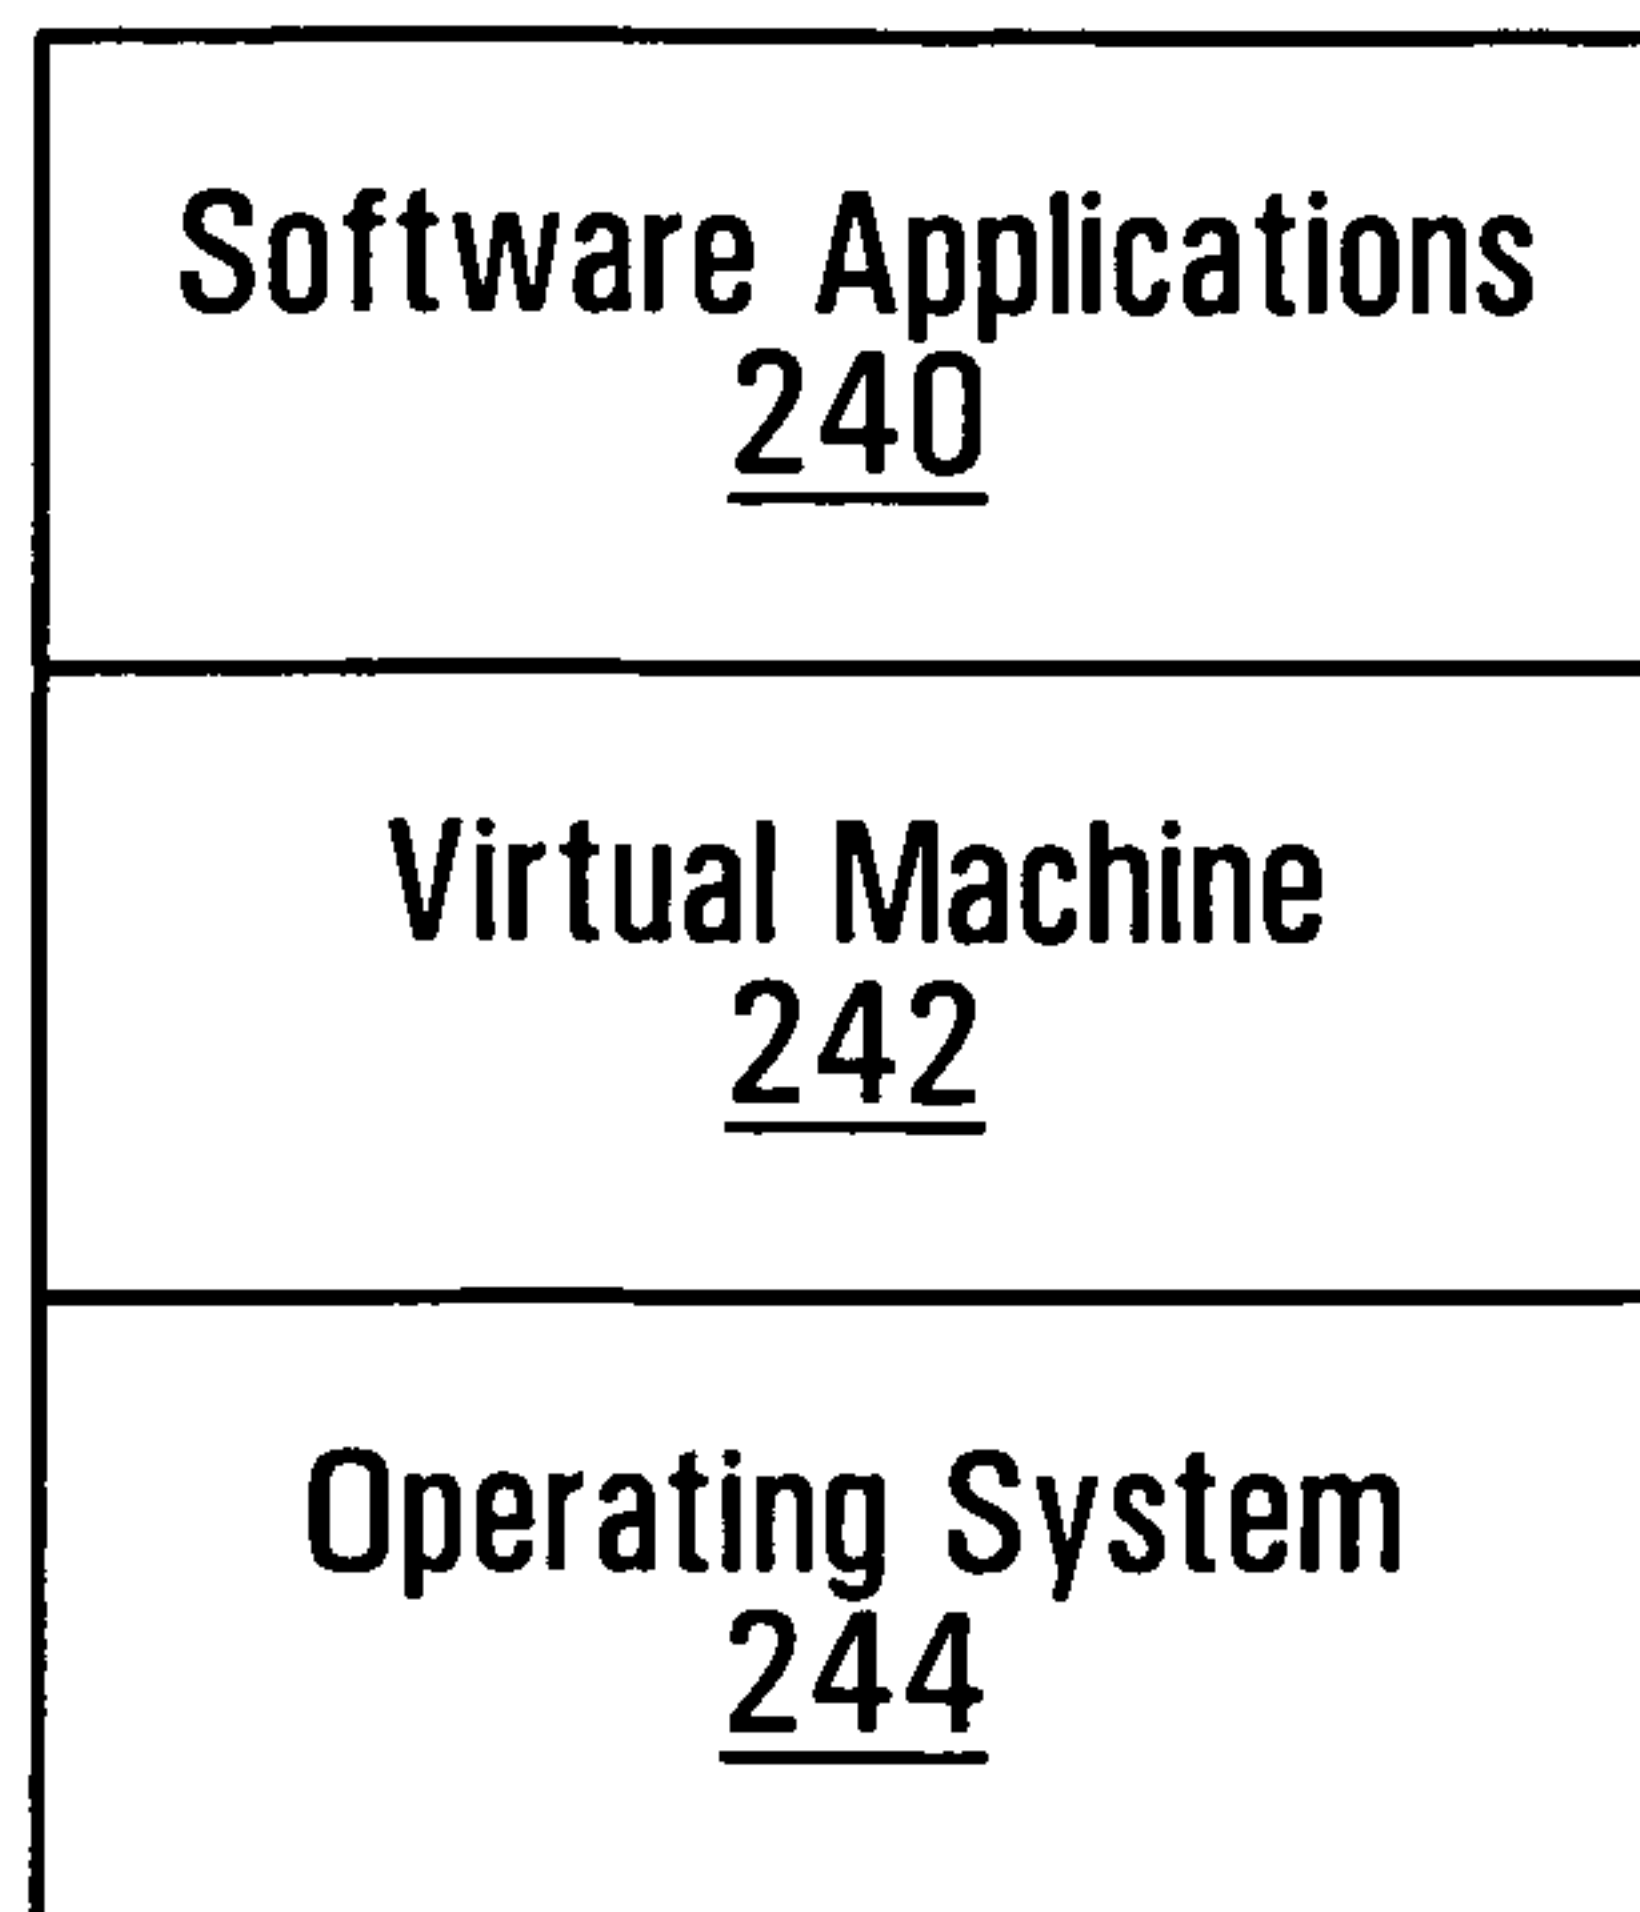 Software Applications
240
Virtual Machine
242
Operating System
244